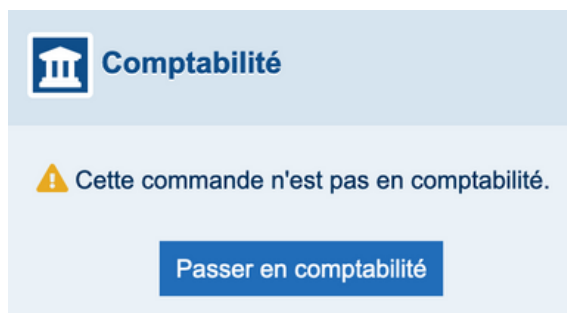 Comptabilité
Cette commande n'est pas en comptabilité.
Passer en comptabilité